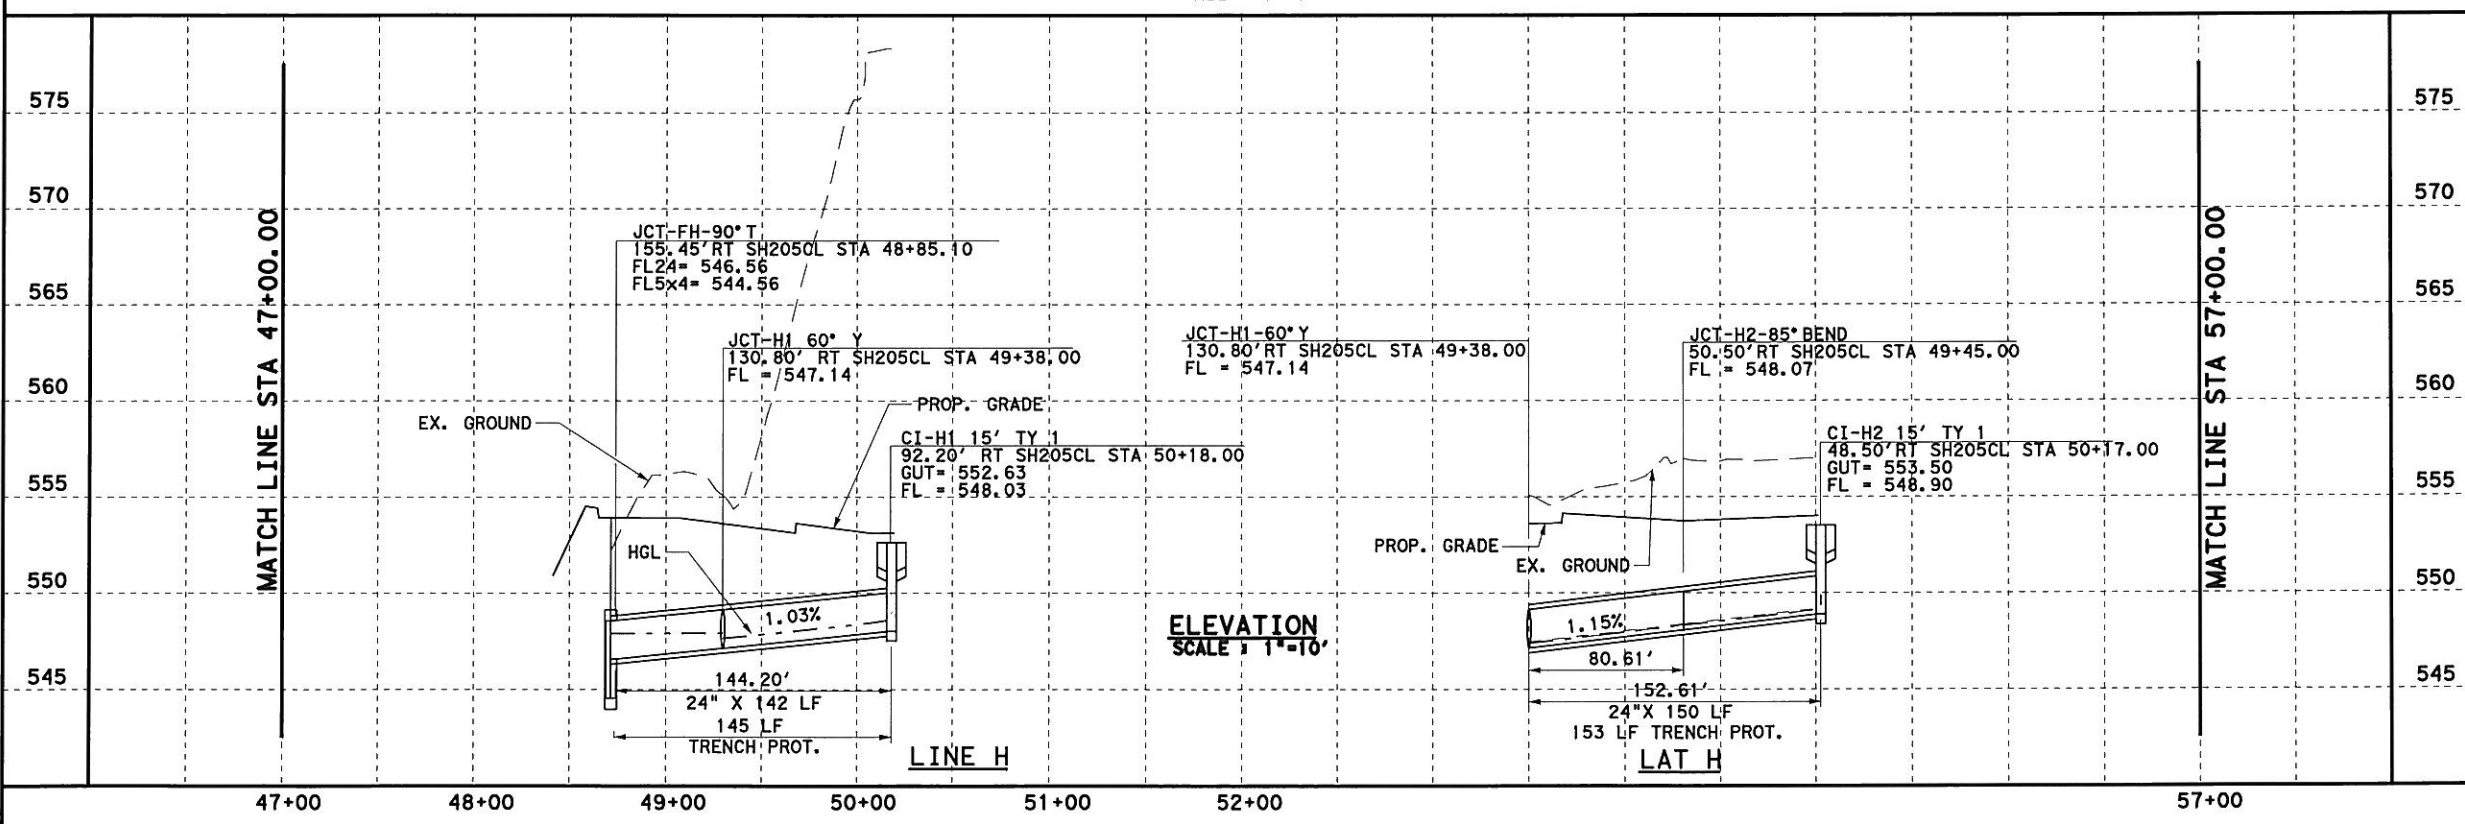 575
570
565
560
555
550
545
MATCH LINE STA 47+00.00
JCT-FH-90° T
155.45' RT SH205CL STA 48+85.10
FL24= 546.56
FL5x4= 544.56
JCT-H1 60° Y
130.80' RT SH205CL STA 49+38.00
FL = 547.14
EX. GROUND
PROP. GRADE
CI-H1 15' TY 1
92.20' RT SH205CL STA 50+18.00
GUT= 552.63
FL = 548.03
HGL
1.03%
144.20'
24" X 142 LF
145 LF
TRENCH PROT.
LINE H
ELEVATION
SCALE : 1"=10'
JCT-H1-60° Y
130.80' RT SH205CL STA 49+38.00
FL = 547.14
JCT-H2-85° BEND
50.50' RT SH205CL STA 49+45.00
FL = 548.07
CI-H2 15' TY 1
48.50' RT SH205CL STA 50+17.00
GUT= 553.50
FL = 548.90
PROP. GRADE
EX. GROUND
1.15%
80.61'
152.61'
24"X 150 LF
153 LF TRENCH PROT.
LAT H
MATCH LINE STA 57+00.00
575
570
565
560
555
550
545
47+00
48+00
49+00
50+00
51+00
52+00
57+00